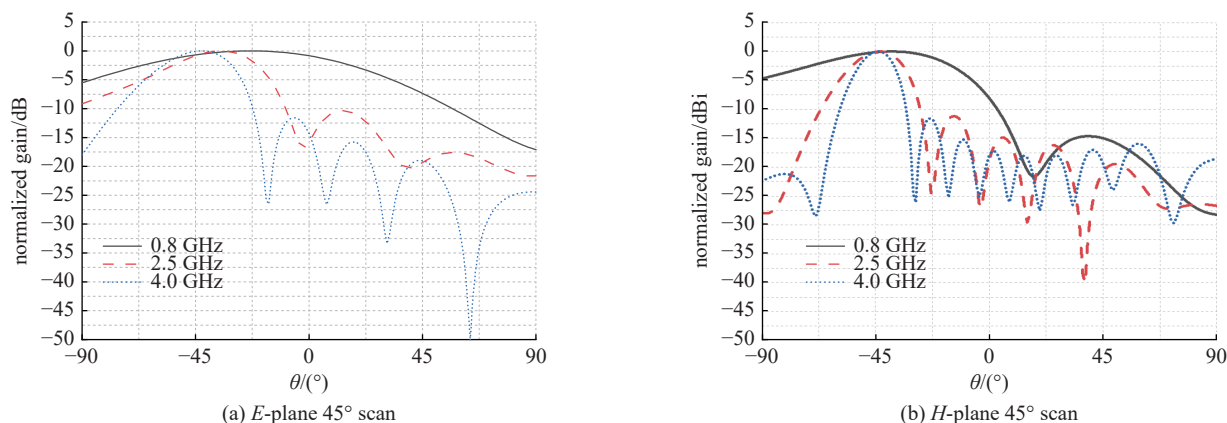 5
0
−5
−10
−15
−20
−25
−30
−35
−40
−45
−50
normalized gain/dB
0.8 GHz
2.5 GHz
4.0 GHz
−90 −45 0 45 90
θ/(°)
(a) E-plane 45° scan
5
0
−5
−10
−15
−20
−25
−30
−35
−40
−45
−50
normalized gain/dBi
0.8 GHz
2.5 GHz
4.0 GHz
−90 −45 0 45 90
θ/(°)
(b) H-plane 45° scan